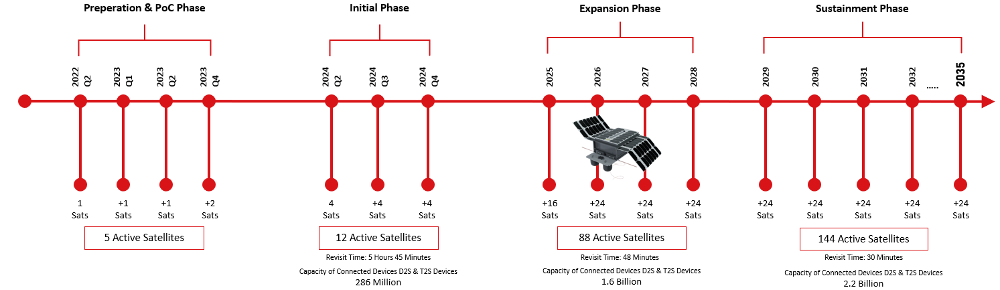 Preperation & PoC Phase
Initial Phase
Expansion Phase
Sustainment Phase
2022 Q2
2023 Q1
2023 Q2
2023 Q4
2024 Q2
2024 Q3
2024 Q4
2025
2026
2027
2028
2029
2030
2031
2032
.....
2035
1
Sats
+1
Sats
+1
Sats
+2
Sats
4
Sats
+4
Sats
+4
Sats
+16
Sats
+24
Sats
+24
Sats
+24
Sats
+24
Sats
+24
Sats
+24
Sats
+24
Sats
+24
Sats
5 Active Satellites
12 Active Satellites
Revisit Time: 5 Hours 45 Minutes
Capacity of Connected Devices D2S & T2S Devices
286 Million
88 Active Satellites
Revisit Time: 48 Minutes
Capacity of Connected Devices D2S & T2S Devices
1.6 Billion
144 Active Satellites
Revisit Time: 30 Minutes
Capacity of Connected Devices D2S & T2S Devices
2.2 Billion